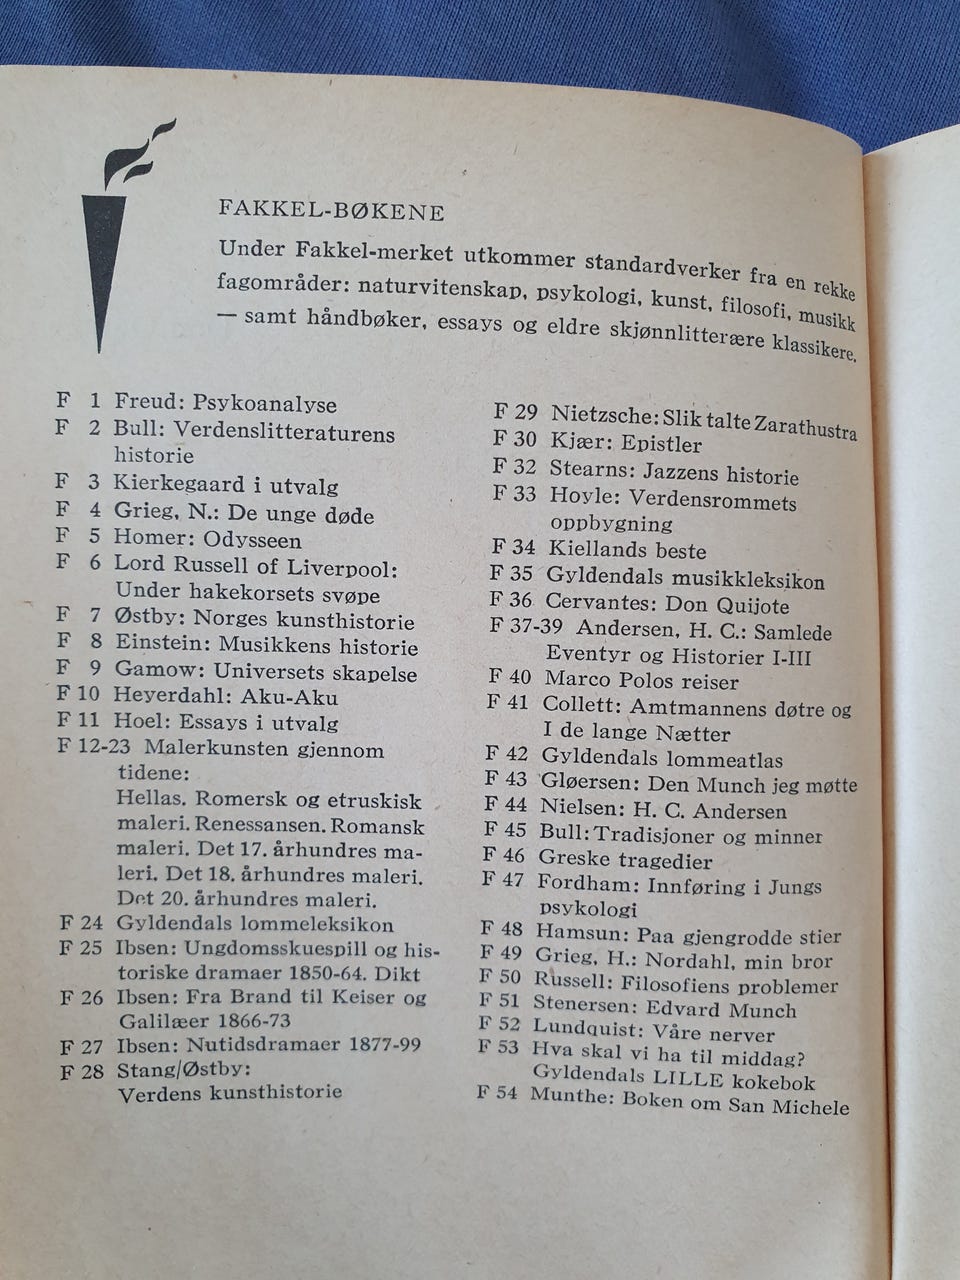 FAKKEL-BØKENE
Under Fakkel-merket utkommer standardverker fra en rekke
fagområder: naturvitenskap, psykologi, kunst, filosofi, musikk
— samt håndbøker, essays og eldre skjønnlitterære klassikere.
F 1 Freud: Psykoanalyse
F 2 Bull: Verdenslitteraturens
historie
F 3 Kierkegaard i utvalg
F 4 Grieg, N.: De unge døde
F 5 Homer: Odysseen
F 6 Lord Russell of Liverpool:
Under hakekorsets svøpe
F 7 Østby: Norges kunsthistorie
F 8 Einstein: Musikkens historie
F 9 Gamow: Universets skapelse
F 10 Heyerdahl: Aku-Aku
F 11 Hoel: Essays i utvalg
F 12-23 Malerkunsten gjennom
tidene:
Hellas. Romersk og etruskisk
maleri. Renessansen. Romansk
maleri. Det 17. århundres ma-
leri. Det 18. århundres maleri.
Det 20. århundres maleri.
F 24 Gyldendals lommeleksikon
F 25 Ibsen: Ungdomsskuespill og his-
toriske dramaer 1850-64. Dikt
F 26 Ibsen: Fra Brand til Keiser og
Galilæer 1866-73
F 27 Ibsen: Nutidsdramaer 1877-99
F 28 Stang/Østby:
Verdens kunsthistorie
F 29 Nietzsche: Slik talte Zarathustra
F 30 Kjær: Epistler
F 32 Stearns: Jazzens historie
F 33 Hoyle: Verdensrommets
oppbygning
F 34 Kiellands beste
F 35 Gyldendals musikkleksikon
F 36 Cervantes: Don Quijote
F 37-39 Andersen, H. C.: Samlede
Eventyr og Historier I-III
F 40 Marco Polos reiser
F 41 Collett: Amtmannens døtre og
I de lange Nætter
F 42 Gyldendals lommeatlas
F 43 Gløersen: Den Munch jeg møtte
F 44 Nielsen: H. C. Andersen
F 45 Bull: Tradisjoner og minner
F 46 Greske tragedier
F 47 Fordham: Innføring i Jungs
psykologi
F 48 Hamsun: Paa gjengrodde stier
F 49 Grieg, H.: Nordahl, min bror
F 50 Russell: Filosofiens problemer
F 51 Stenersen: Edvard Munch
F 52 Lundquist: Våre nerver
F 53 Hva skal vi ha til middag?
Gyldendals LILLE kokebok
F 54 Munthe: Boken om San Michele